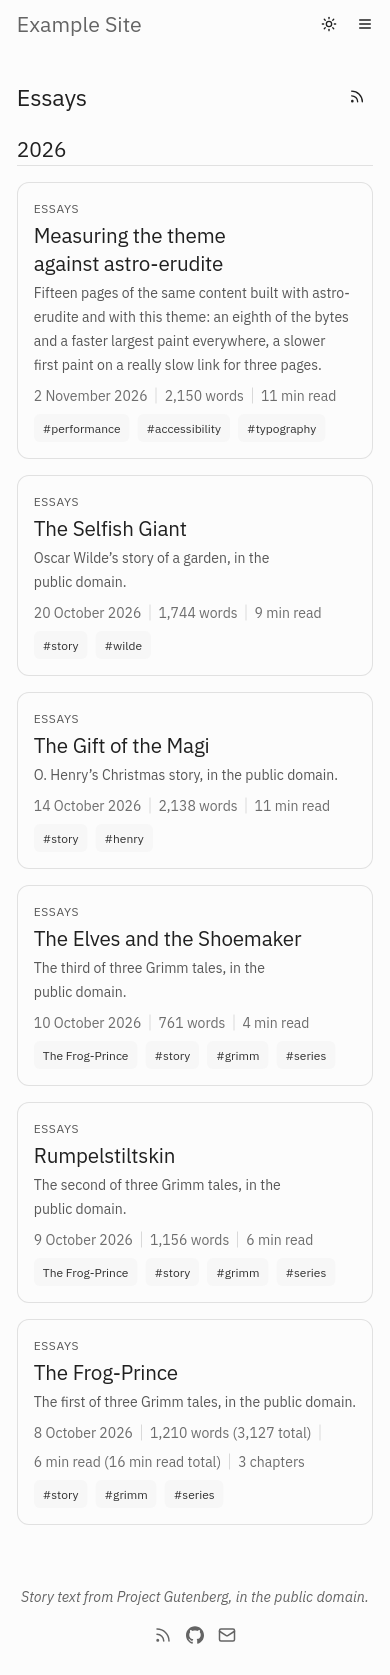 Example Site
Essays
2026
ESSAYS
Measuring the theme
against astro-erudite
Fifteen pages of the same content built with astro-
erudite and with this theme: an eighth of the bytes
and a faster largest paint everywhere, a slower
first paint on a really slow link for three pages.
2 November 2026 | 2,150 words | 11 min read
#performance #accessibility #typography
ESSAYS
The Selfish Giant
Oscar Wilde’s story of a garden, in the
public domain.
20 October 2026 | 1,744 words | 9 min read
#story #wilde
ESSAYS
The Gift of the Magi
O. Henry’s Christmas story, in the public domain.
14 October 2026 | 2,138 words | 11 min read
#story #henry
ESSAYS
The Elves and the Shoemaker
The third of three Grimm tales, in the
public domain.
10 October 2026 | 761 words | 4 min read
The Frog-Prince #story #grimm #series
ESSAYS
Rumpelstiltskin
The second of three Grimm tales, in the
public domain.
9 October 2026 | 1,156 words | 6 min read
The Frog-Prince #story #grimm #series
ESSAYS
The Frog-Prince
The first of three Grimm tales, in the public domain.
8 October 2026 | 1,210 words (3,127 total) |
6 min read (16 min read total) | 3 chapters
#story #grimm #series
Story text from Project Gutenberg, in the public domain.